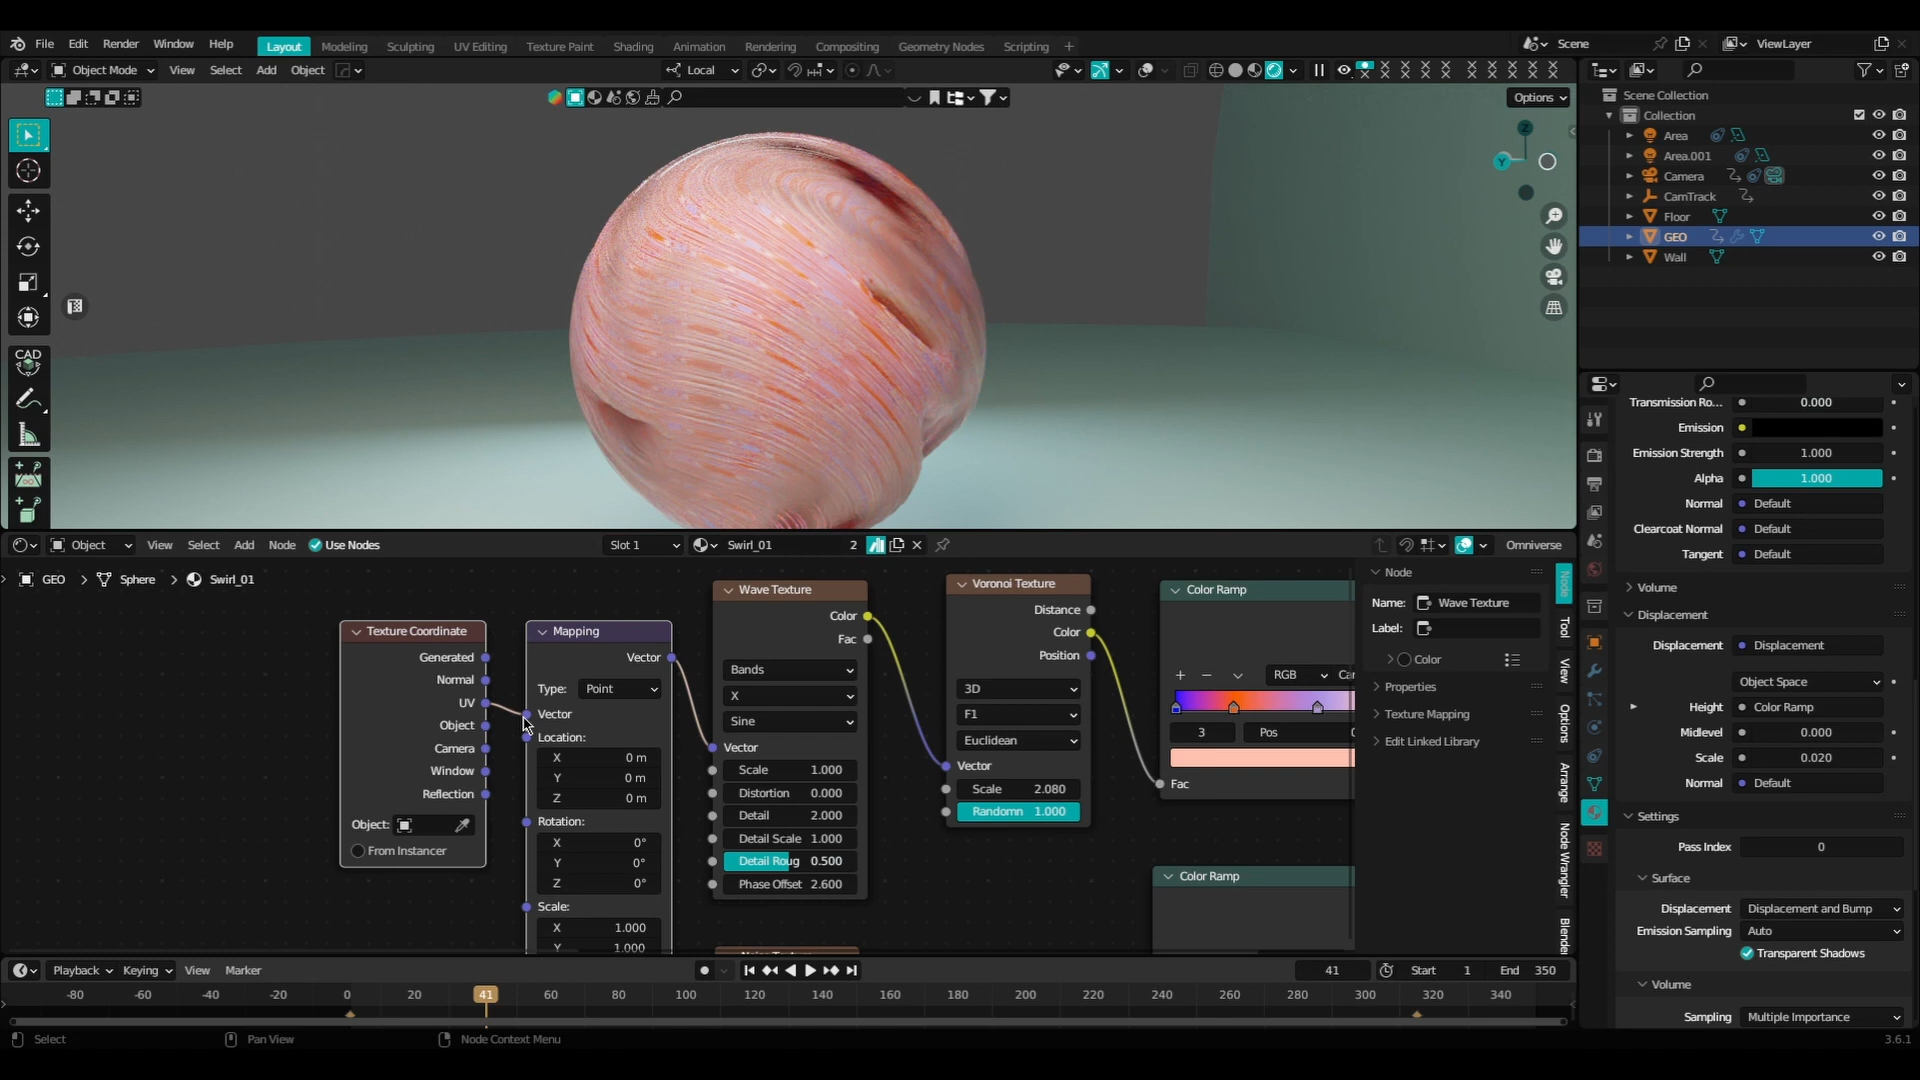 File Edit Render Window Help Layout Modeling Sculpting UV Editing Texture Paint Shading Animation Rendering Compositing Geometry Nodes Scripting + Scene ViewLayer
Object Mode View Select Add Object Local
Options
Scene Collection
Collection
Area
Area.001
Camera
CamTrack
Floor
GEO
Wall
Z
Y
CAD
Transmission Ro... 0.000
Emission
Emission Strength 1.000
Alpha 1.000
Normal Default
Clearcoat Normal Default
Tangent Default
Volume
Displacement
Displacement Displacement
Object Space
Height Color Ramp
Midlevel 0.000
Scale 0.020
Normal Default
Settings
Pass Index 0
Surface
Displacement Displacement and Bump
Emission Sampling Auto
Transparent Shadows
Volume
Sampling Multiple Importance
Object View Select Add Node Use Nodes Slot 1 Swirl_01 2 Omniverse
GEO Sphere Swirl_01
Texture Coordinate
Generated
Normal
UV
Object
Camera
Window
Reflection
Object:
From Instancer
Mapping
Vector
Type: Point
Vector
Location:
X 0 m
Y 0 m
Z 0 m
Rotation:
X 0°
Y 0°
Z 0°
Scale:
X 1.000
Y 1.000
Wave Texture
Color
Fac
Bands
X
Sine
Vector
Scale 1.000
Distortion 0.000
Detail 2.000
Detail Scale 1.000
Detail Roug 0.500
Phase Offset 2.600
Voronoi Texture
Distance
Color
Position
3D
F1
Euclidean
Vector
Scale 2.080
Randomn 1.000
Color Ramp
+ − RGB Car
3 Pos 0
Fac
Color Ramp
Node
Name: Wave Texture
Label:
Color
Properties
Texture Mapping
Edit Linked Library
Node
Tool
View
Options
Arrange
Node Wrangler
Blende
Playback Keying View Marker 41 Start 1 End 350
-80 -60 -40 -20 0 20 41 60 80 100 120 140 160 180 200 220 240 260 280 300 320 340
Select Pan View Node Context Menu 3.6.1